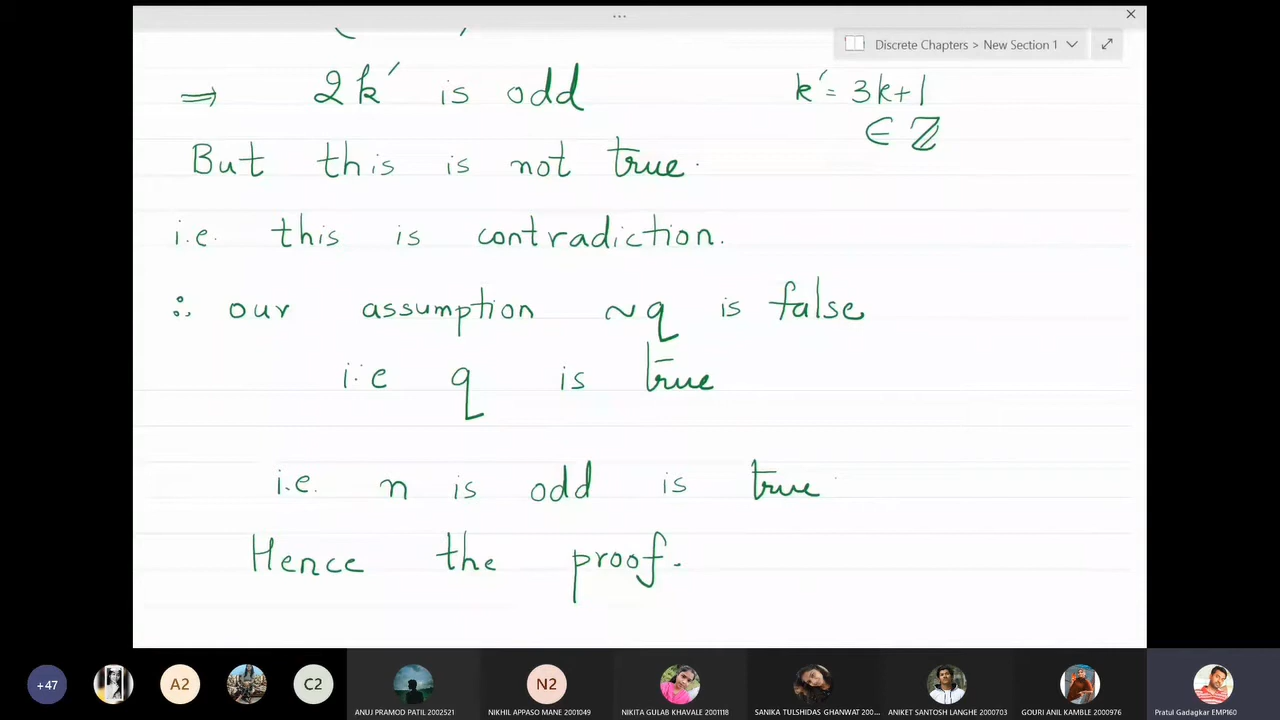 Discrete Chapters > New Section 1
⇒ 2k′ is odd k′ = 3k+1
∈ ℤ
But this is not true.
i.e. this is contradiction.
∴ our assumption ~q is false
i.e q is true
i.e. n is odd is true
Hence the proof.
+47 A2 C2 N2
ANUJ PRAMOD PATIL 2002521 NIKHIL APPASO MANE 2001049 NIKITA GULAB KHAVALE 2001118 SANIKA TULSHIDAS GHANWAT 200... ANIKET SANTOSH LANGHE 2000703 GOURI ANIL KAMBLE 2000976 Pratul Gadagkar EMP160